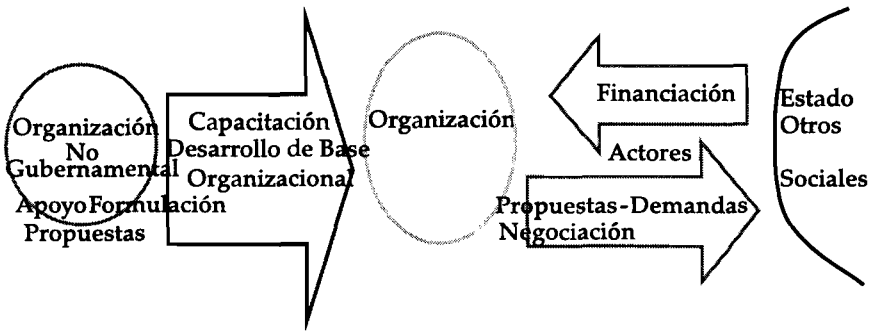 Organización
No
Gubernamental
Apoyo Formulación
Propuestas
Capacitación
Desarrollo de Base
Organizacional
Organización
Financiación
Actores
Propuestas-Demandas
Negociación
Estado
Otros
Sociales